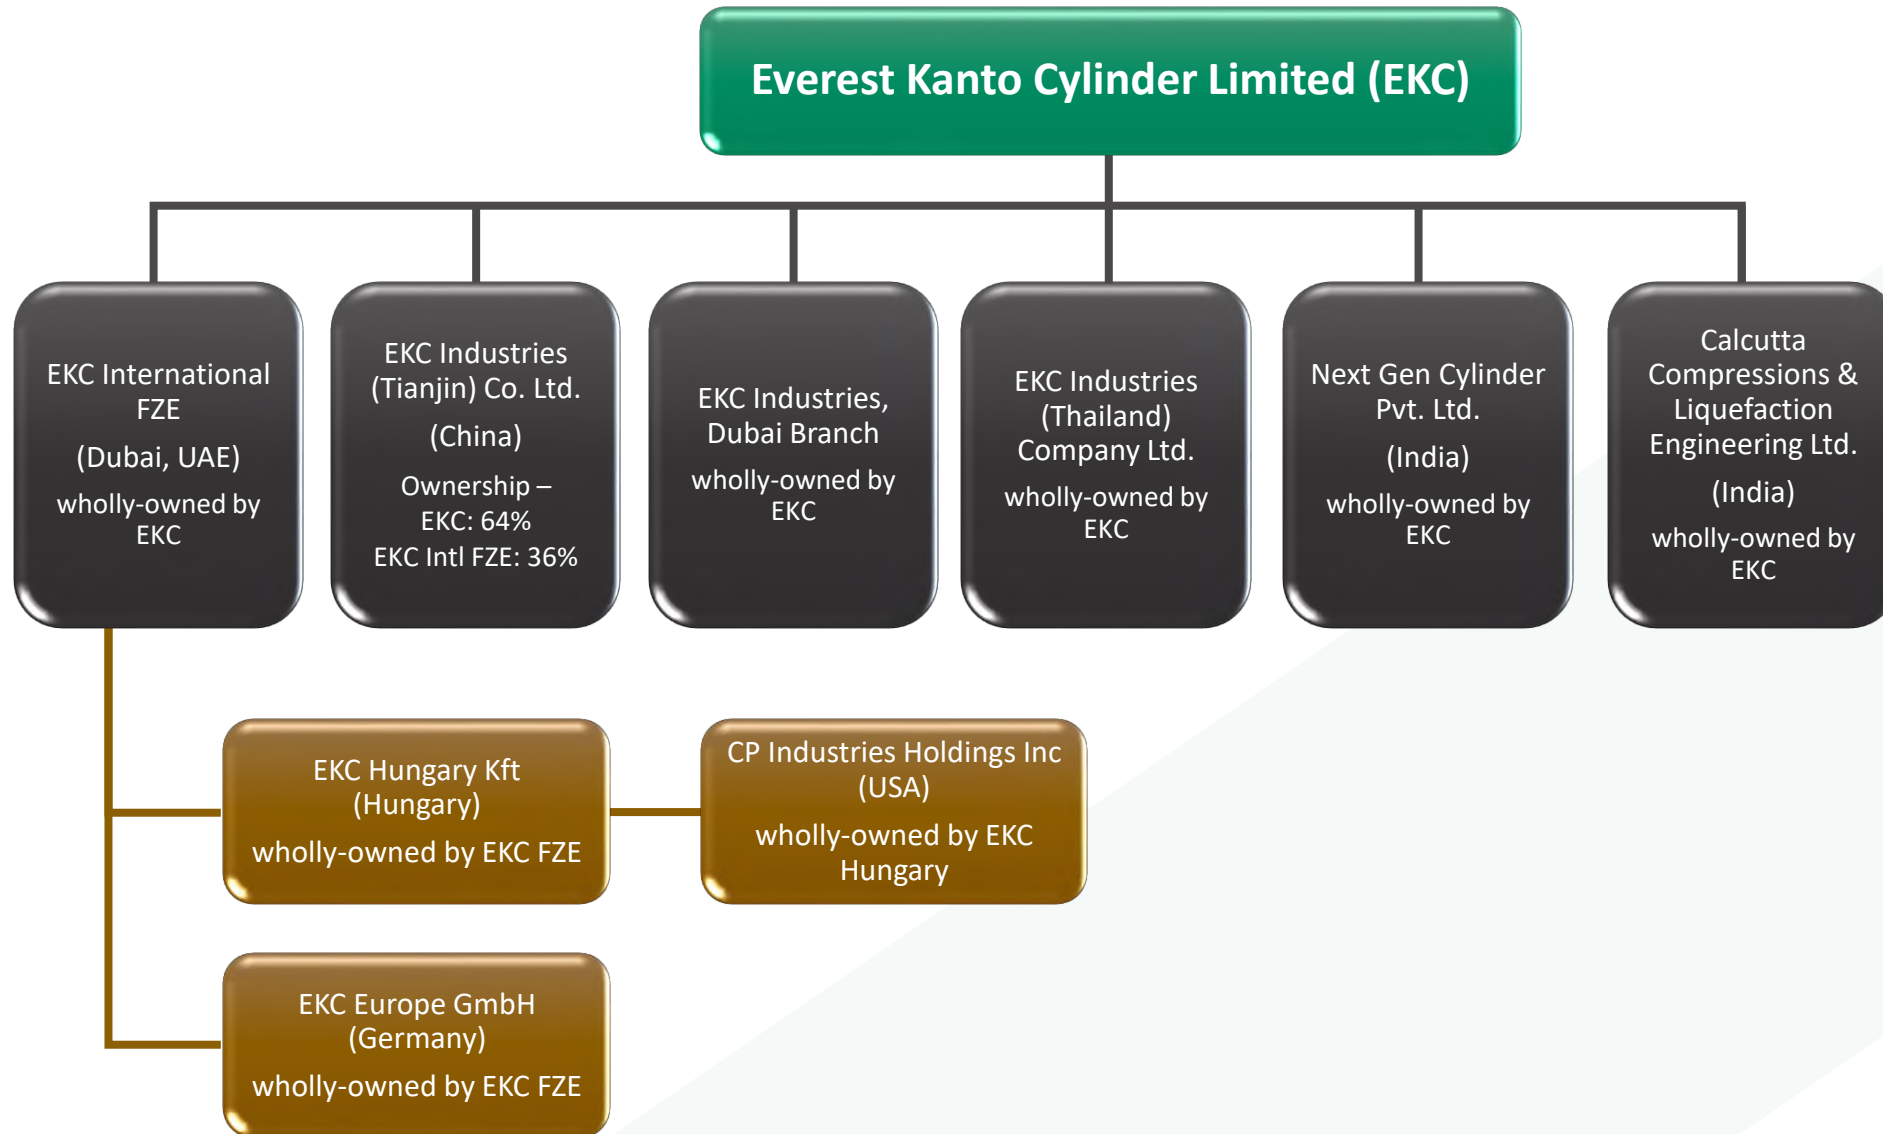 Everest Kanto Cylinder Limited (EKC)
EKC International
FZE
(Dubai, UAE)
wholly-owned by
EKC
EKC Industries
(Tianjin) Co. Ltd.
(China)
Ownership –
EKC: 64%
EKC Intl FZE: 36%
EKC Industries,
Dubai Branch
wholly-owned by
EKC
EKC Industries
(Thailand)
Company Ltd.
wholly-owned by
EKC
Next Gen Cylinder
Pvt. Ltd.
(India)
wholly-owned by
EKC
Calcutta
Compressions &
Liquefaction
Engineering Ltd.
(India)
wholly-owned by
EKC
EKC Hungary Kft
(Hungary)
wholly-owned by EKC FZE
CP Industries Holdings Inc
(USA)
wholly-owned by EKC
Hungary
EKC Europe GmbH
(Germany)
wholly-owned by EKC FZE